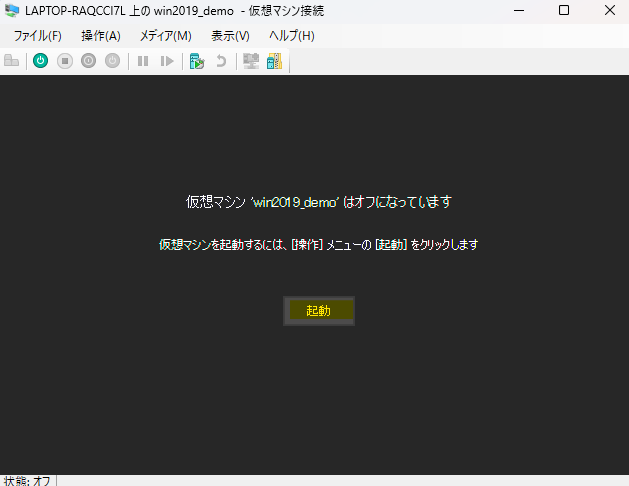 LAPTOP-RAQCCI7L 上の win2019_demo - 仮想マシン接続
ファイル(F) 操作(A) メディア(M) 表示(V) ヘルプ(H)
仮想マシン 'win2019_demo' はオフになっています
仮想マシンを起動するには、[操作] メニューの [起動] をクリックします
起動
状態: オフ